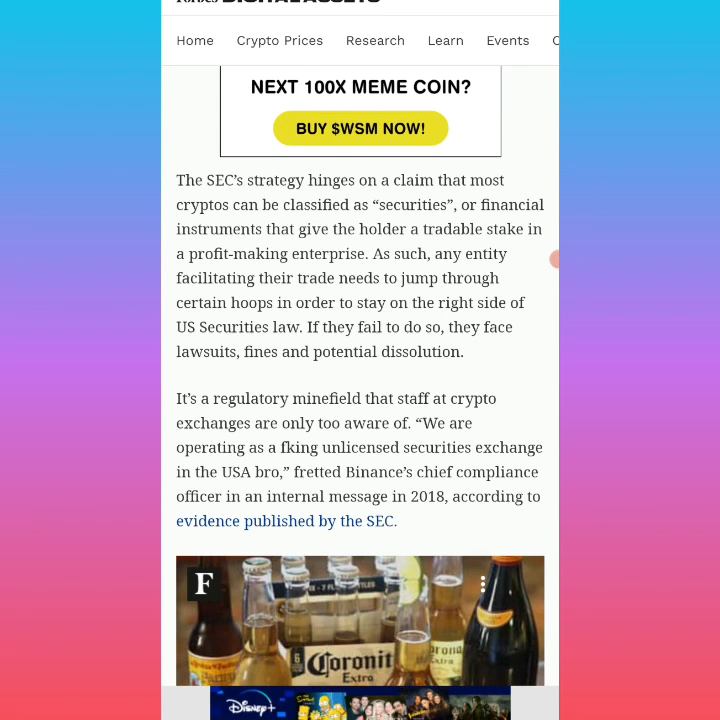 Home Crypto Prices Research Learn Events
NEXT 100X MEME COIN?
BUY $WSM NOW!
The SEC’s strategy hinges on a claim that most
cryptos can be classified as “securities”, or financial
instruments that give the holder a tradable stake in
a profit-making enterprise. As such, any entity
facilitating their trade needs to jump through
certain hoops in order to stay on the right side of
US Securities law. If they fail to do so, they face
lawsuits, fines and potential dissolution.
It’s a regulatory minefield that staff at crypto
exchanges are only too aware of. “We are
operating as a fking unlicensed securities exchange
in the USA bro,” fretted Binance’s chief compliance
officer in an internal message in 2018, according to
evidence published by the SEC.
F
Coronit
Extra
Disney+